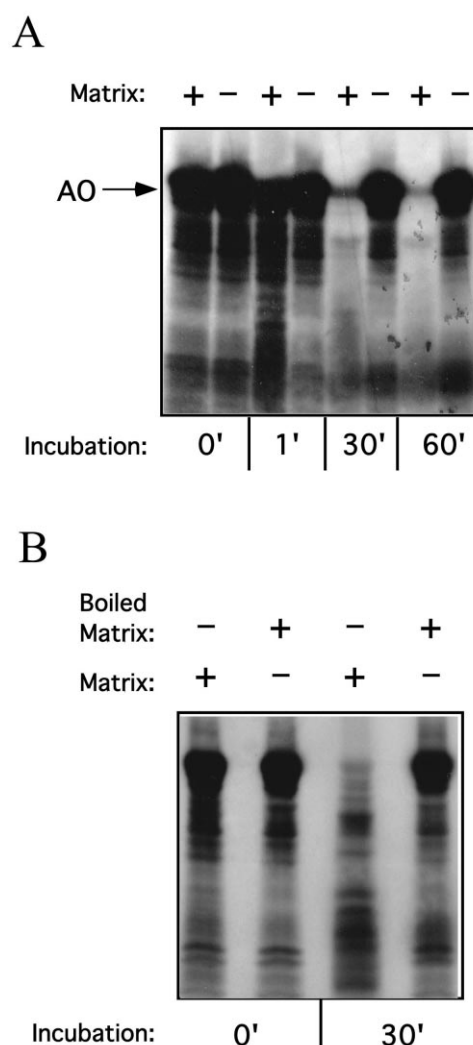 A
Matrix: + − + − + − + −
AO
Incubation: 0' 1' 30' 60'
B
Boiled
Matrix: − + − +
Matrix: + − + −
Incubation: 0' 30'